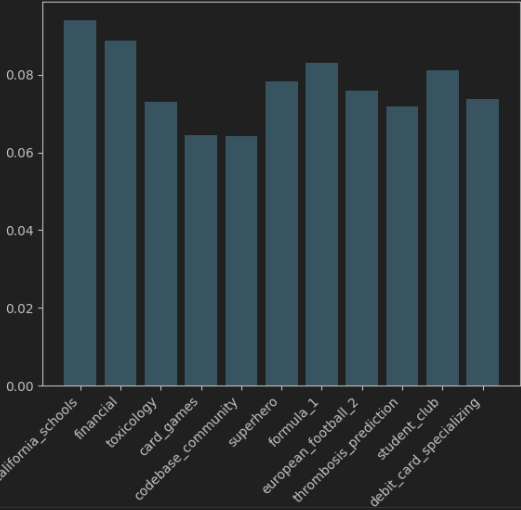 0.08
0.06
0.04
0.02
0.00
alifornia_schools
financial
toxicology
card_games
codebase_community
superhero
formula_1
european_football_2
thrombosis_prediction
student_club
debit_card_specializing